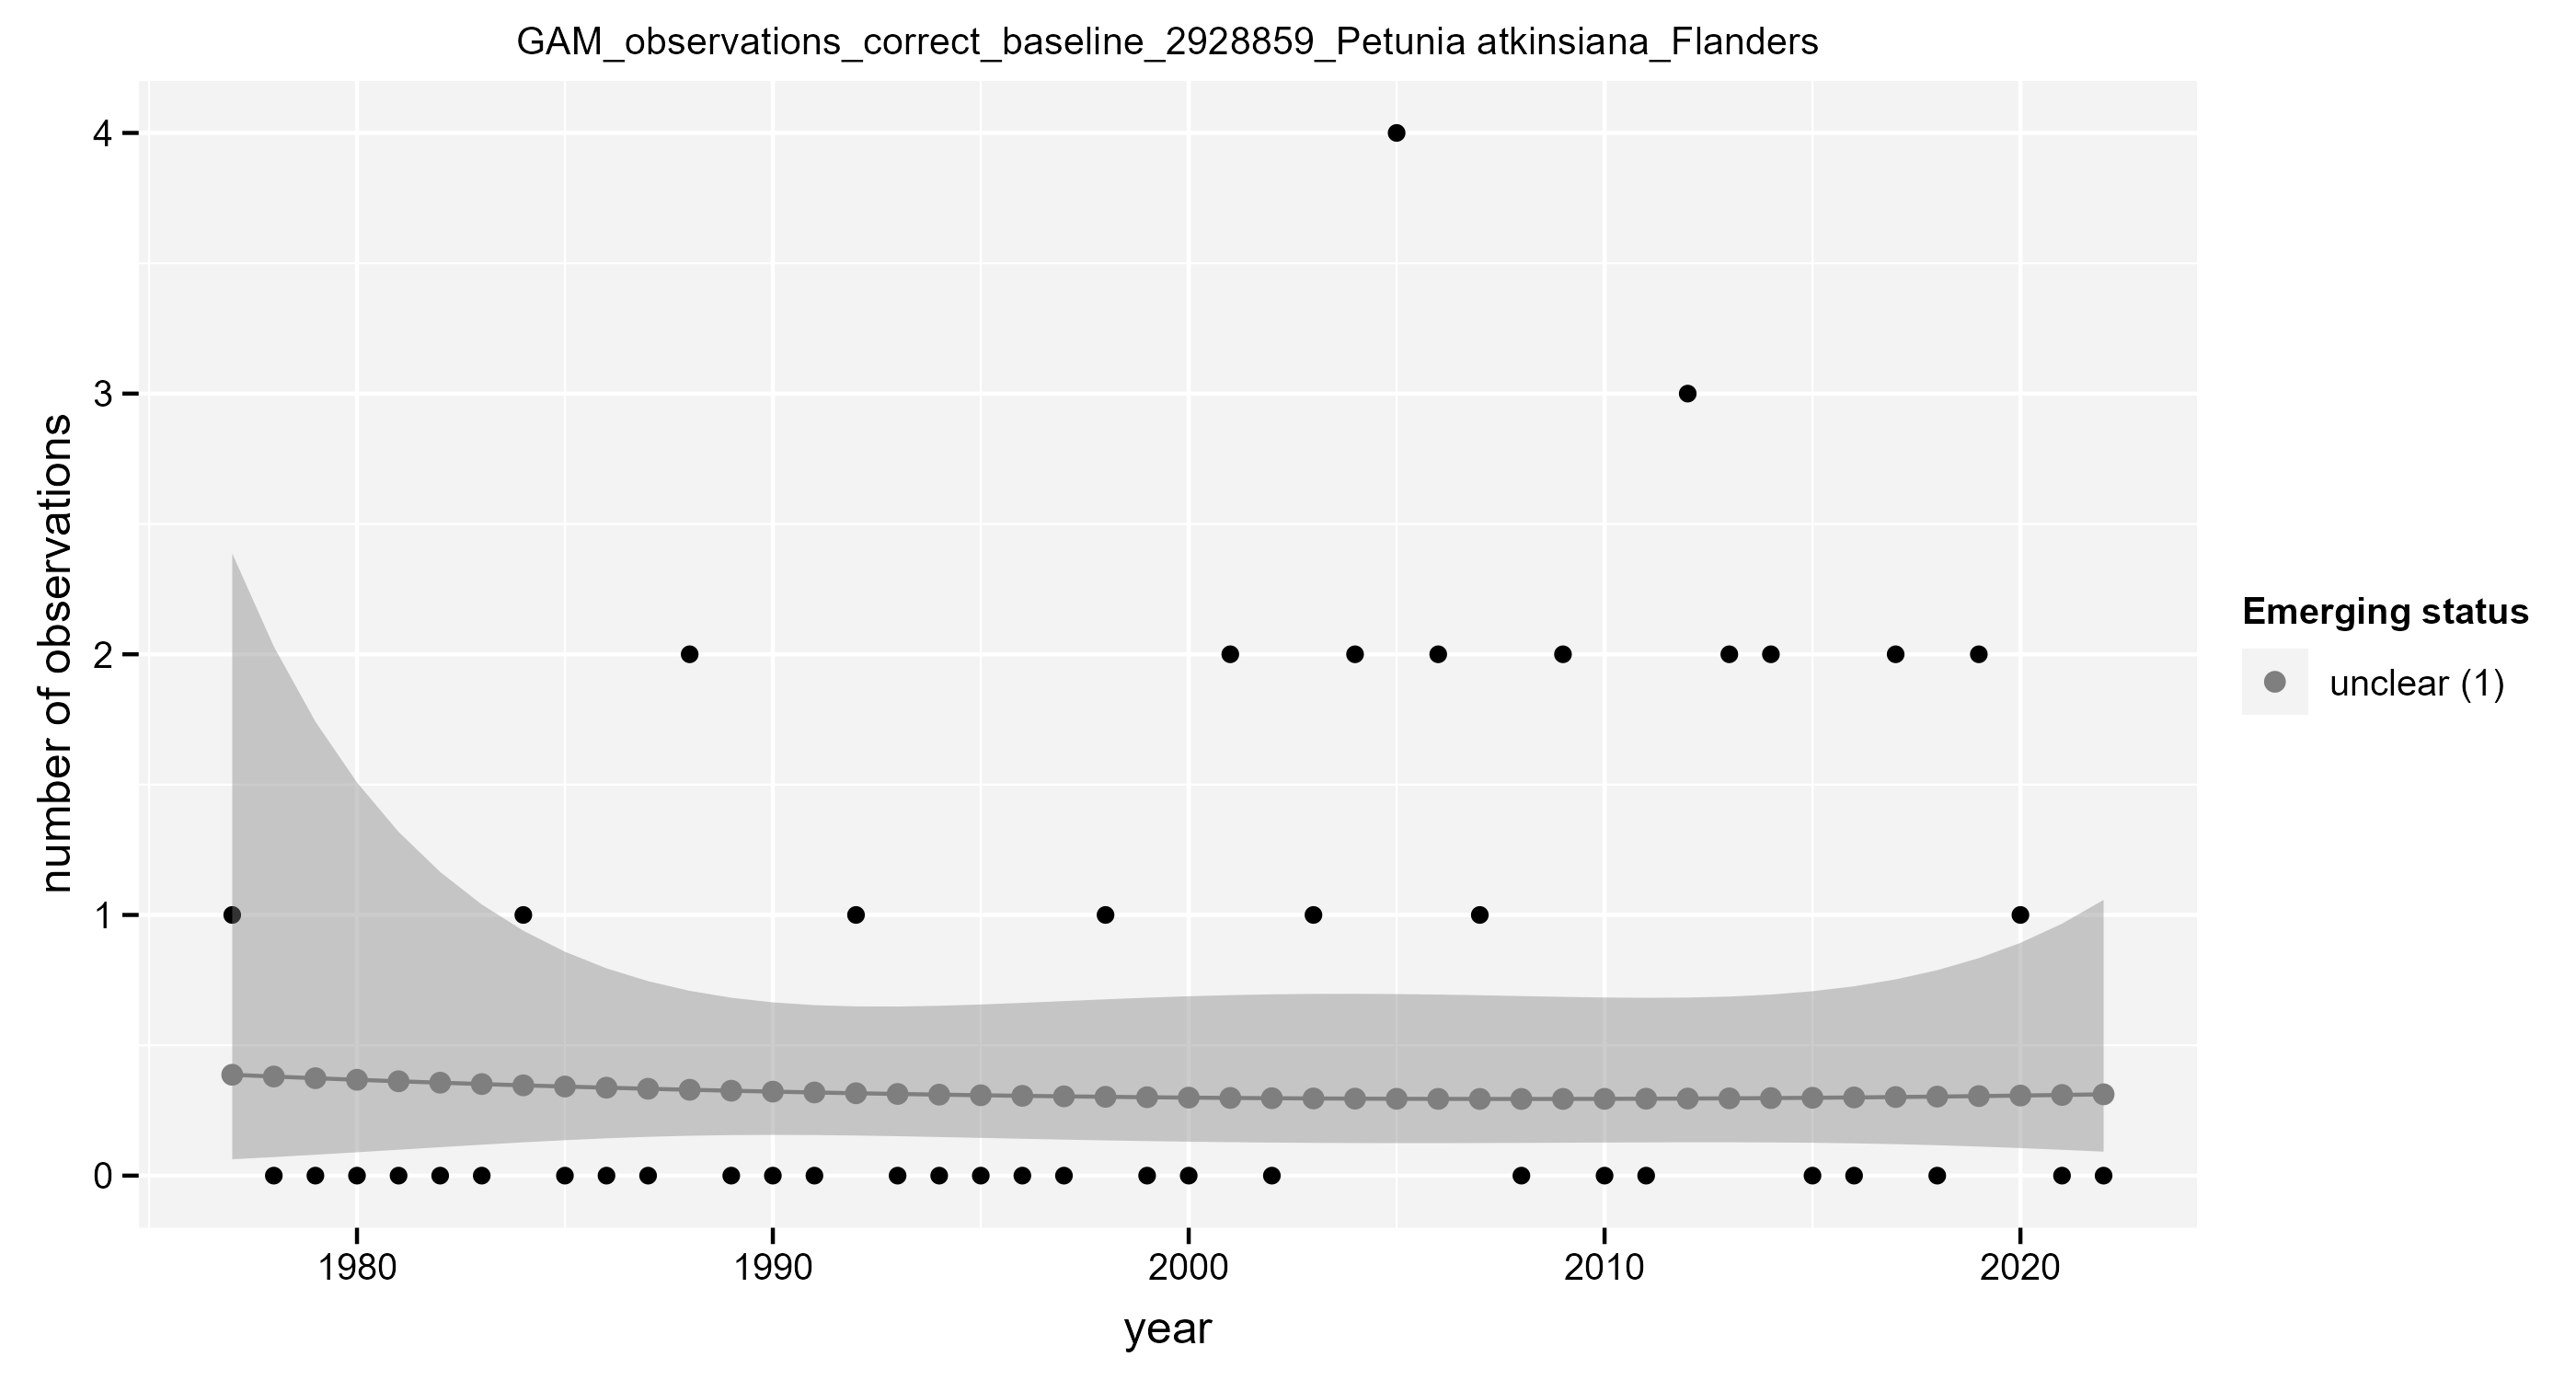 GAM_observations_correct_baseline_2928859_Petunia atkinsiana_Flanders
number of observations
4
3
2
1
0
1980 1990 2000 2010 2020
year
Emerging status
unclear (1)